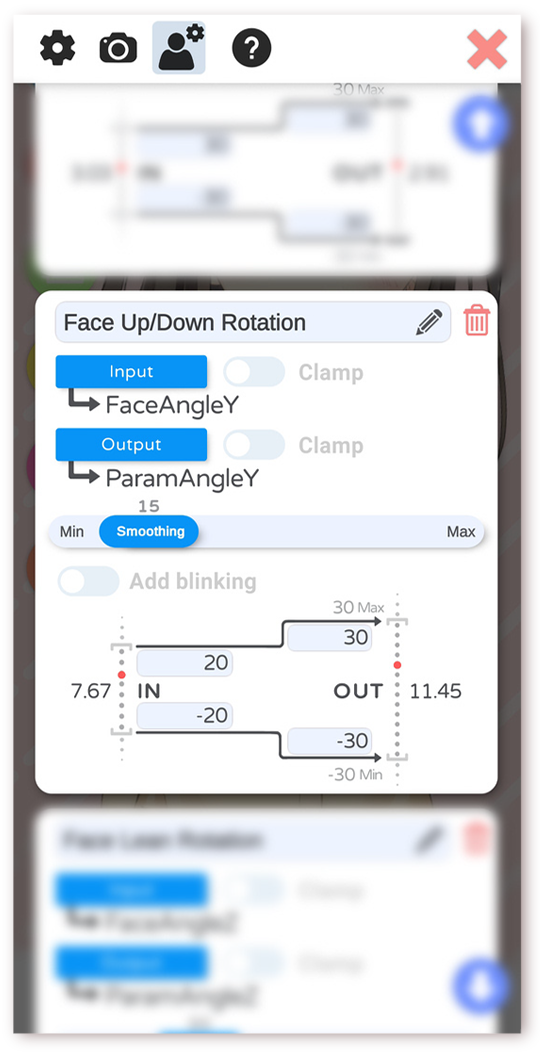 30 Max
30
IN
OUT
-30
Face Up/Down Rotation
Input
Clamp
FaceAngleY
Output
Clamp
ParamAngleY
15
Min
Smoothing
Max
Add blinking
30 Max
30
20
7.67
IN
OUT
11.45
-20
-30
-30 Min
Face Lean Rotation
Input
Clamp
FaceAngleZ
Output
Clamp
ParamAngleZ